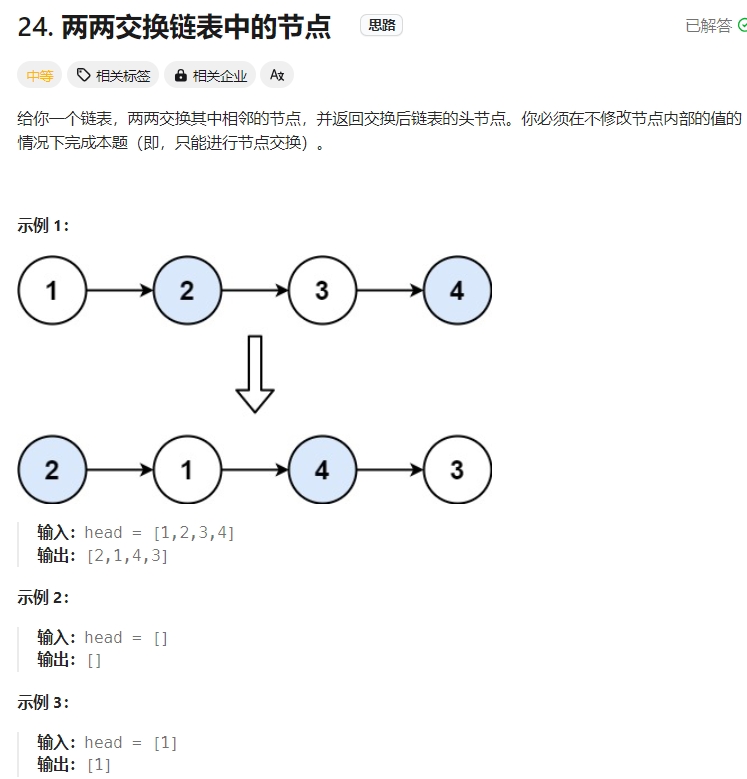 24. 两两交换链表中的节点 思路 已解答
中等 相关标签 相关企业 Aあ
给你一个链表，两两交换其中相邻的节点，并返回交换后链表的头节点。你必须在不修改节点内部的值的
情况下完成本题（即，只能进行节点交换）。
示例 1：
1 2 3 4
2 1 4 3
输入：head = [1,2,3,4]
输出：[2,1,4,3]
示例 2：
输入：head = []
输出：[]
示例 3：
输入：head = [1]
输出：[1]